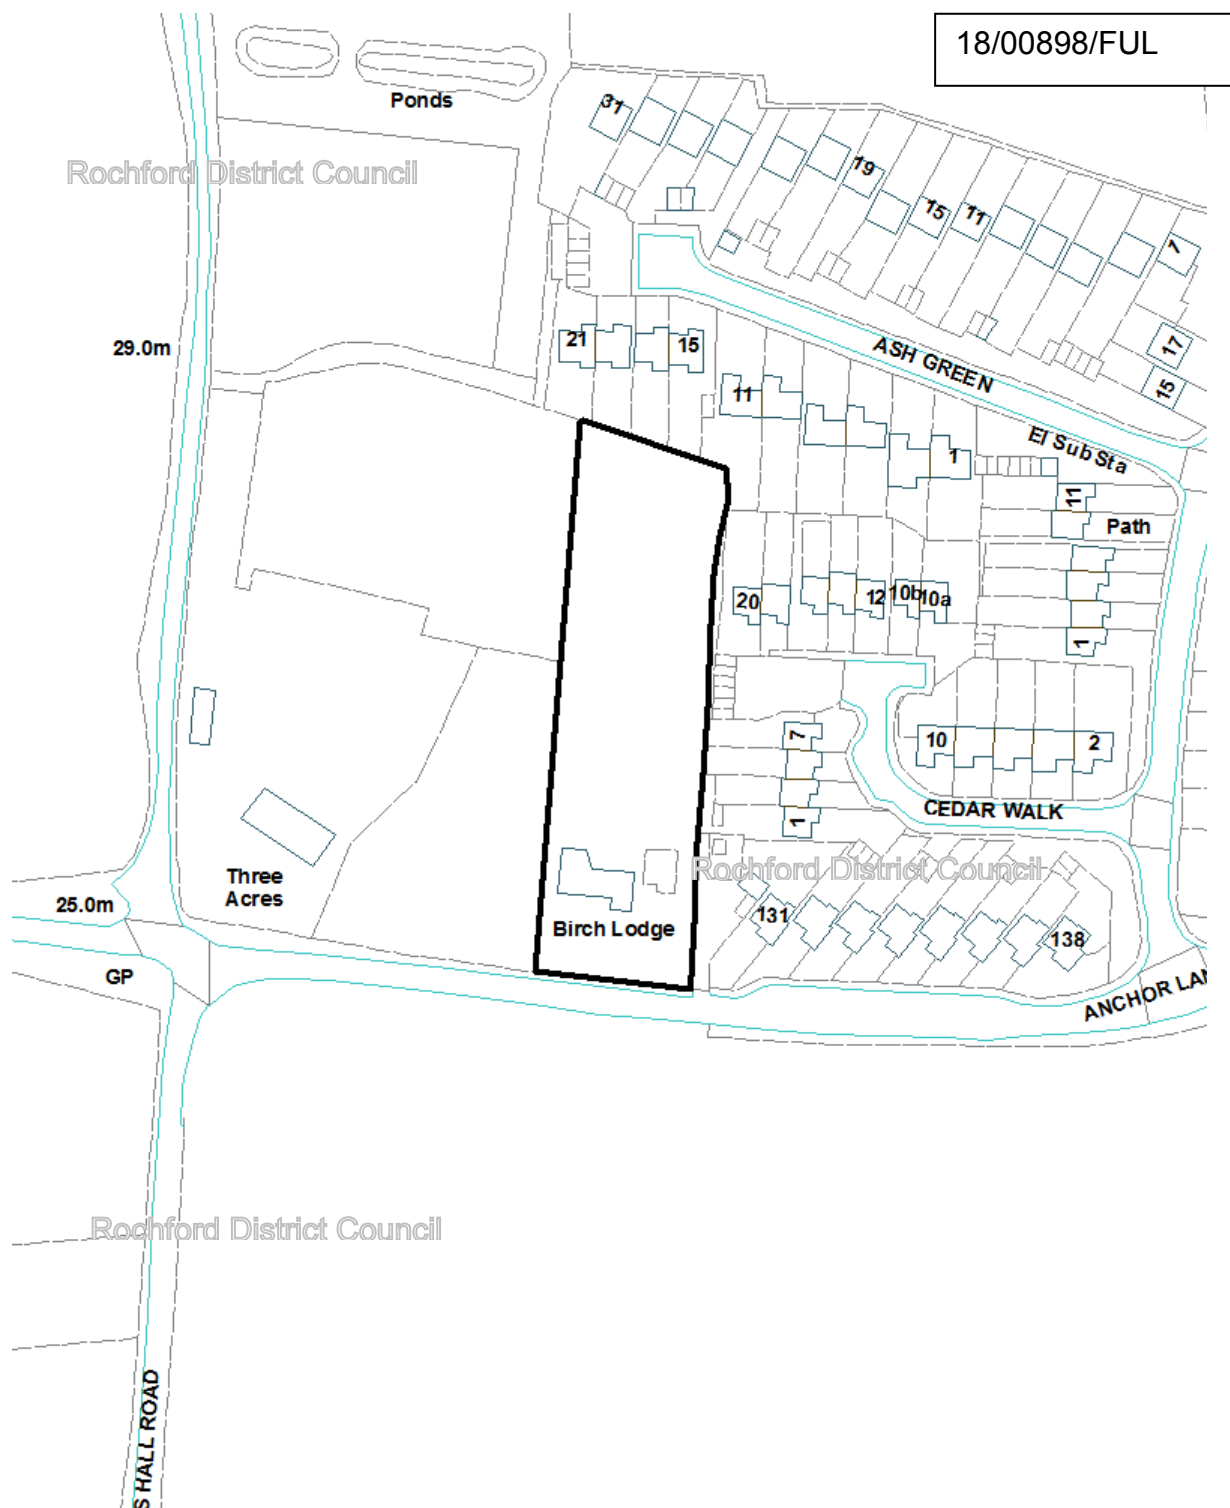 18/00898/FUL
Ponds
31
Rochford District Council
19
15
11
7
29.0m
21
15
ASH GREEN
17
15
11
1
El Sub Sta
11
Path
20
12
10b
10a
1
7
10
2
1
CEDAR WALK
Rochford District Council
Three
Acres
25.0m
131
Birch Lodge
138
GP
ANCHOR LAN
Rochford District Council
S HALL ROAD